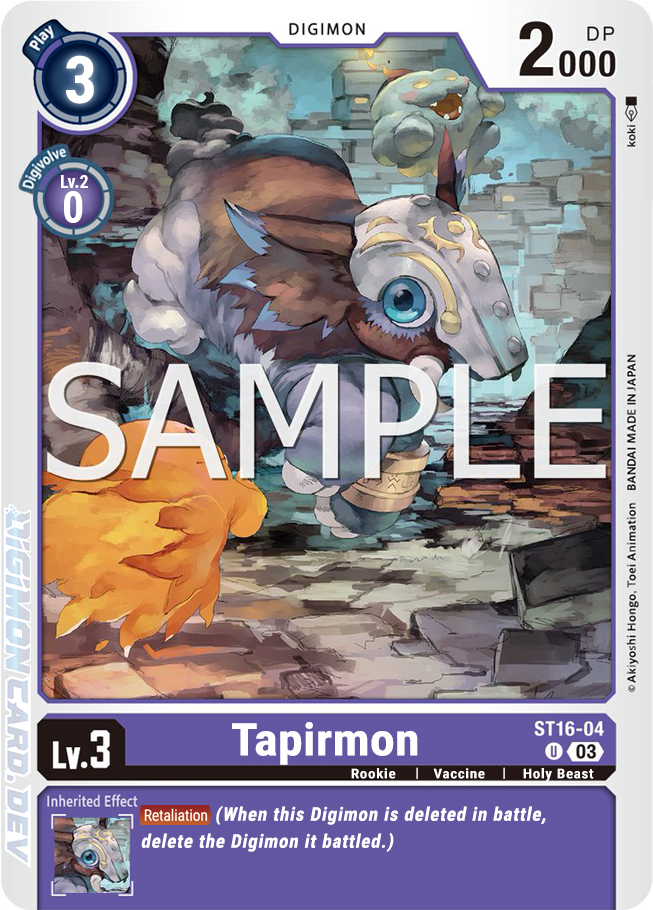 DIGIMON
Play
3
DP
2000
Digivolve
Lv.2
0
koki
SAMPLE
© Akiyoshi Hongo, Toei Animation BANDAI MADE IN JAPAN
DIGIMONCARD.DEV
Lv.3
Tapirmon
ST16-04
U 03
Rookie | Vaccine | Holy Beast
Inherited Effect
Retaliation (When this Digimon is deleted in battle,
delete the Digimon it battled.)